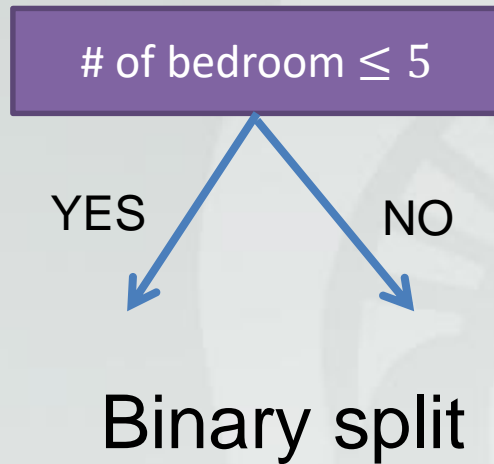 # of bedroom ≤ 5
YES NO
Binary split